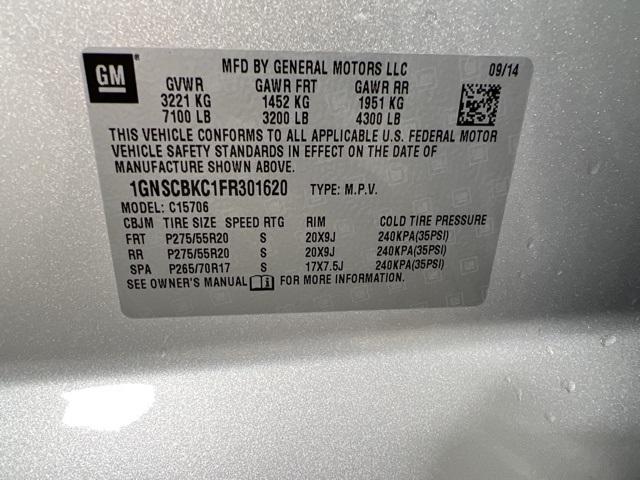 GM
MFD BY GENERAL MOTORS LLC 09/14
GVWR GAWR FRT GAWR RR
3221 KG 1452 KG 1951 KG
7100 LB 3200 LB 4300 LB
THIS VEHICLE CONFORMS TO ALL APPLICABLE U.S. FEDERAL MOTOR
VEHICLE SAFETY STANDARDS IN EFFECT ON THE DATE OF
MANUFACTURE SHOWN ABOVE.
1GNSCBKC1FR301620 TYPE: M.P.V.
MODEL: C15706
CBJM TIRE SIZE SPEED RTG RIM COLD TIRE PRESSURE
FRT P275/55R20 S 20X9J 240KPA(35PSI)
RR P275/55R20 S 20X9J 240KPA(35PSI)
SPA P265/70R17 S 17X7.5J 240KPA(35PSI)
SEE OWNER'S MANUAL FOR MORE INFORMATION.